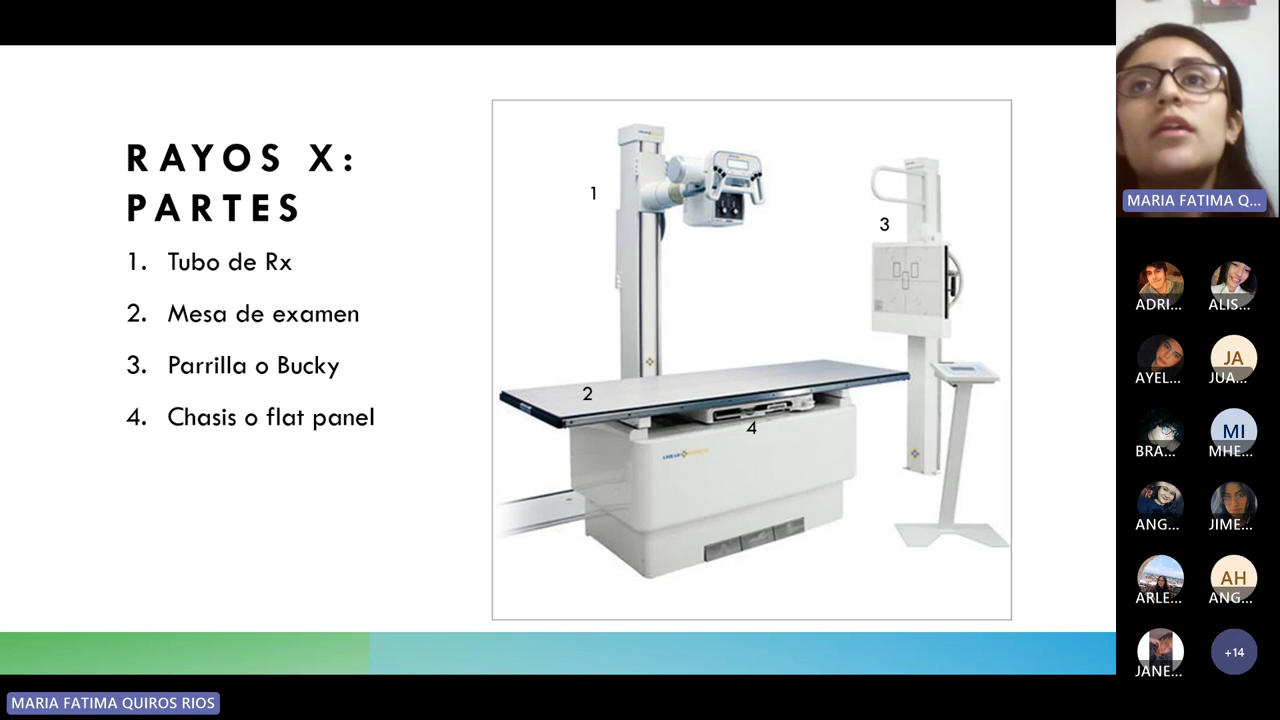 RAYOS X:
PARTES
1. Tubo de Rx
2. Mesa de examen
3. Parrilla o Bucky
4. Chasis o flat panel
1
3
2
4
MARIA FATIMA Q...
ADRI...
ALIS...
AYEL...
JA
JUA...
BRA...
MI
MHE...
ANG...
JIME...
ARLE...
AH
ANG...
JANE...
+14
MARIA FATIMA QUIROS RIOS